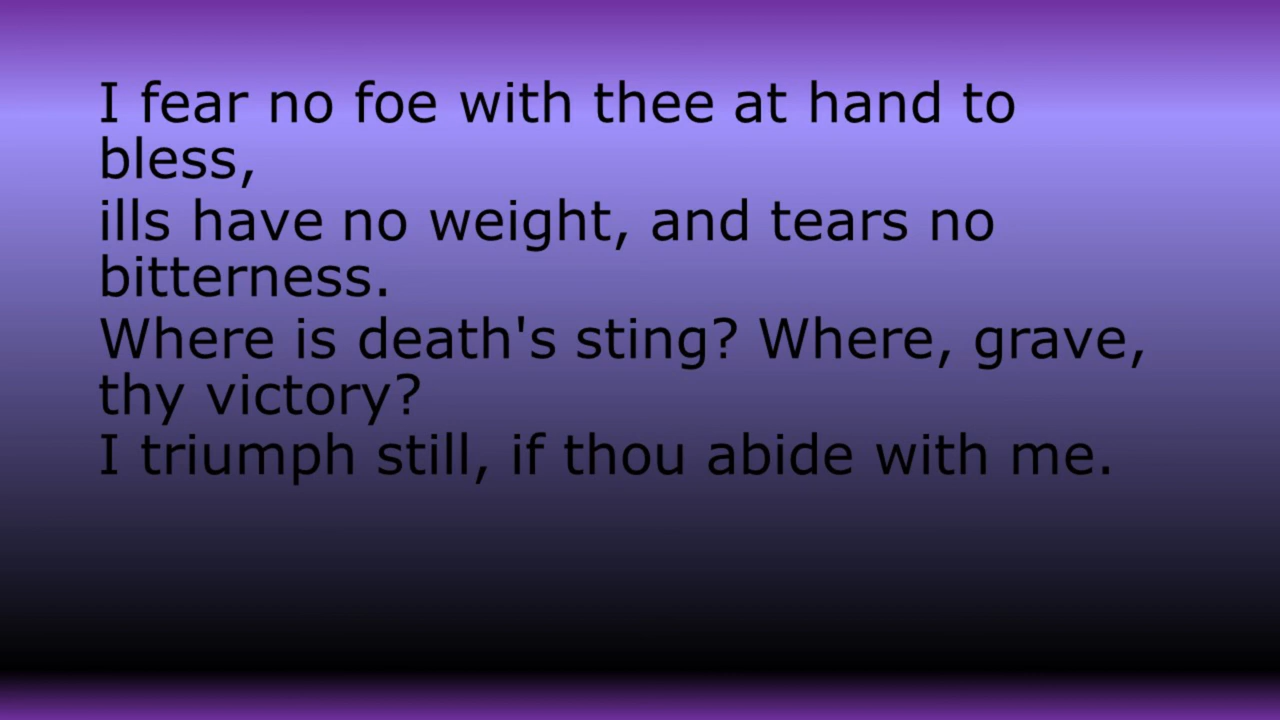 I fear no foe with thee at hand to
bless,
ills have no weight, and tears no
bitterness.
Where is death's sting? Where, grave,
thy victory?
I triumph still, if thou abide with me.